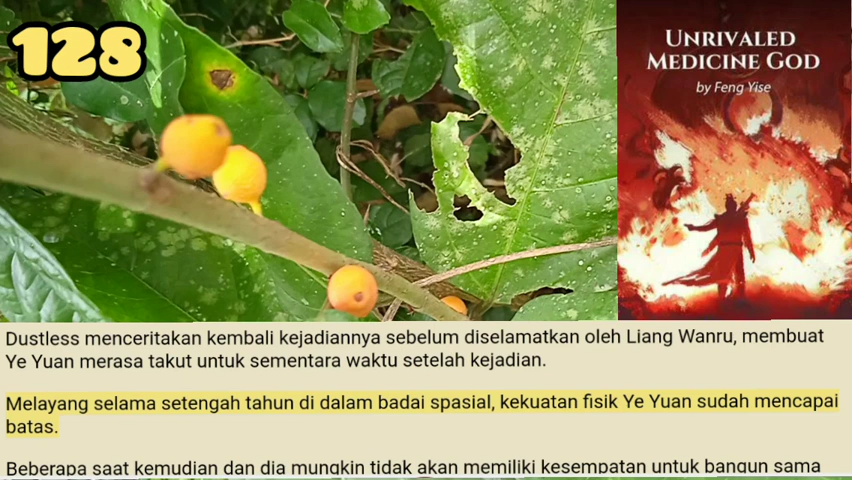 128
UNRIVALED
MEDICINE GOD
by Feng Yise
Dustless menceritakan kembali kejadiannya sebelum diselamatkan oleh Liang Wanru, membuat
Ye Yuan merasa takut untuk sementara waktu setelah kejadian.
Melayang selama setengah tahun di dalam badai spasial, kekuatan fisik Ye Yuan sudah mencapai
batas.
Beberapa saat kemudian dan dia mungkin tidak akan memiliki kesempatan untuk bangun sama